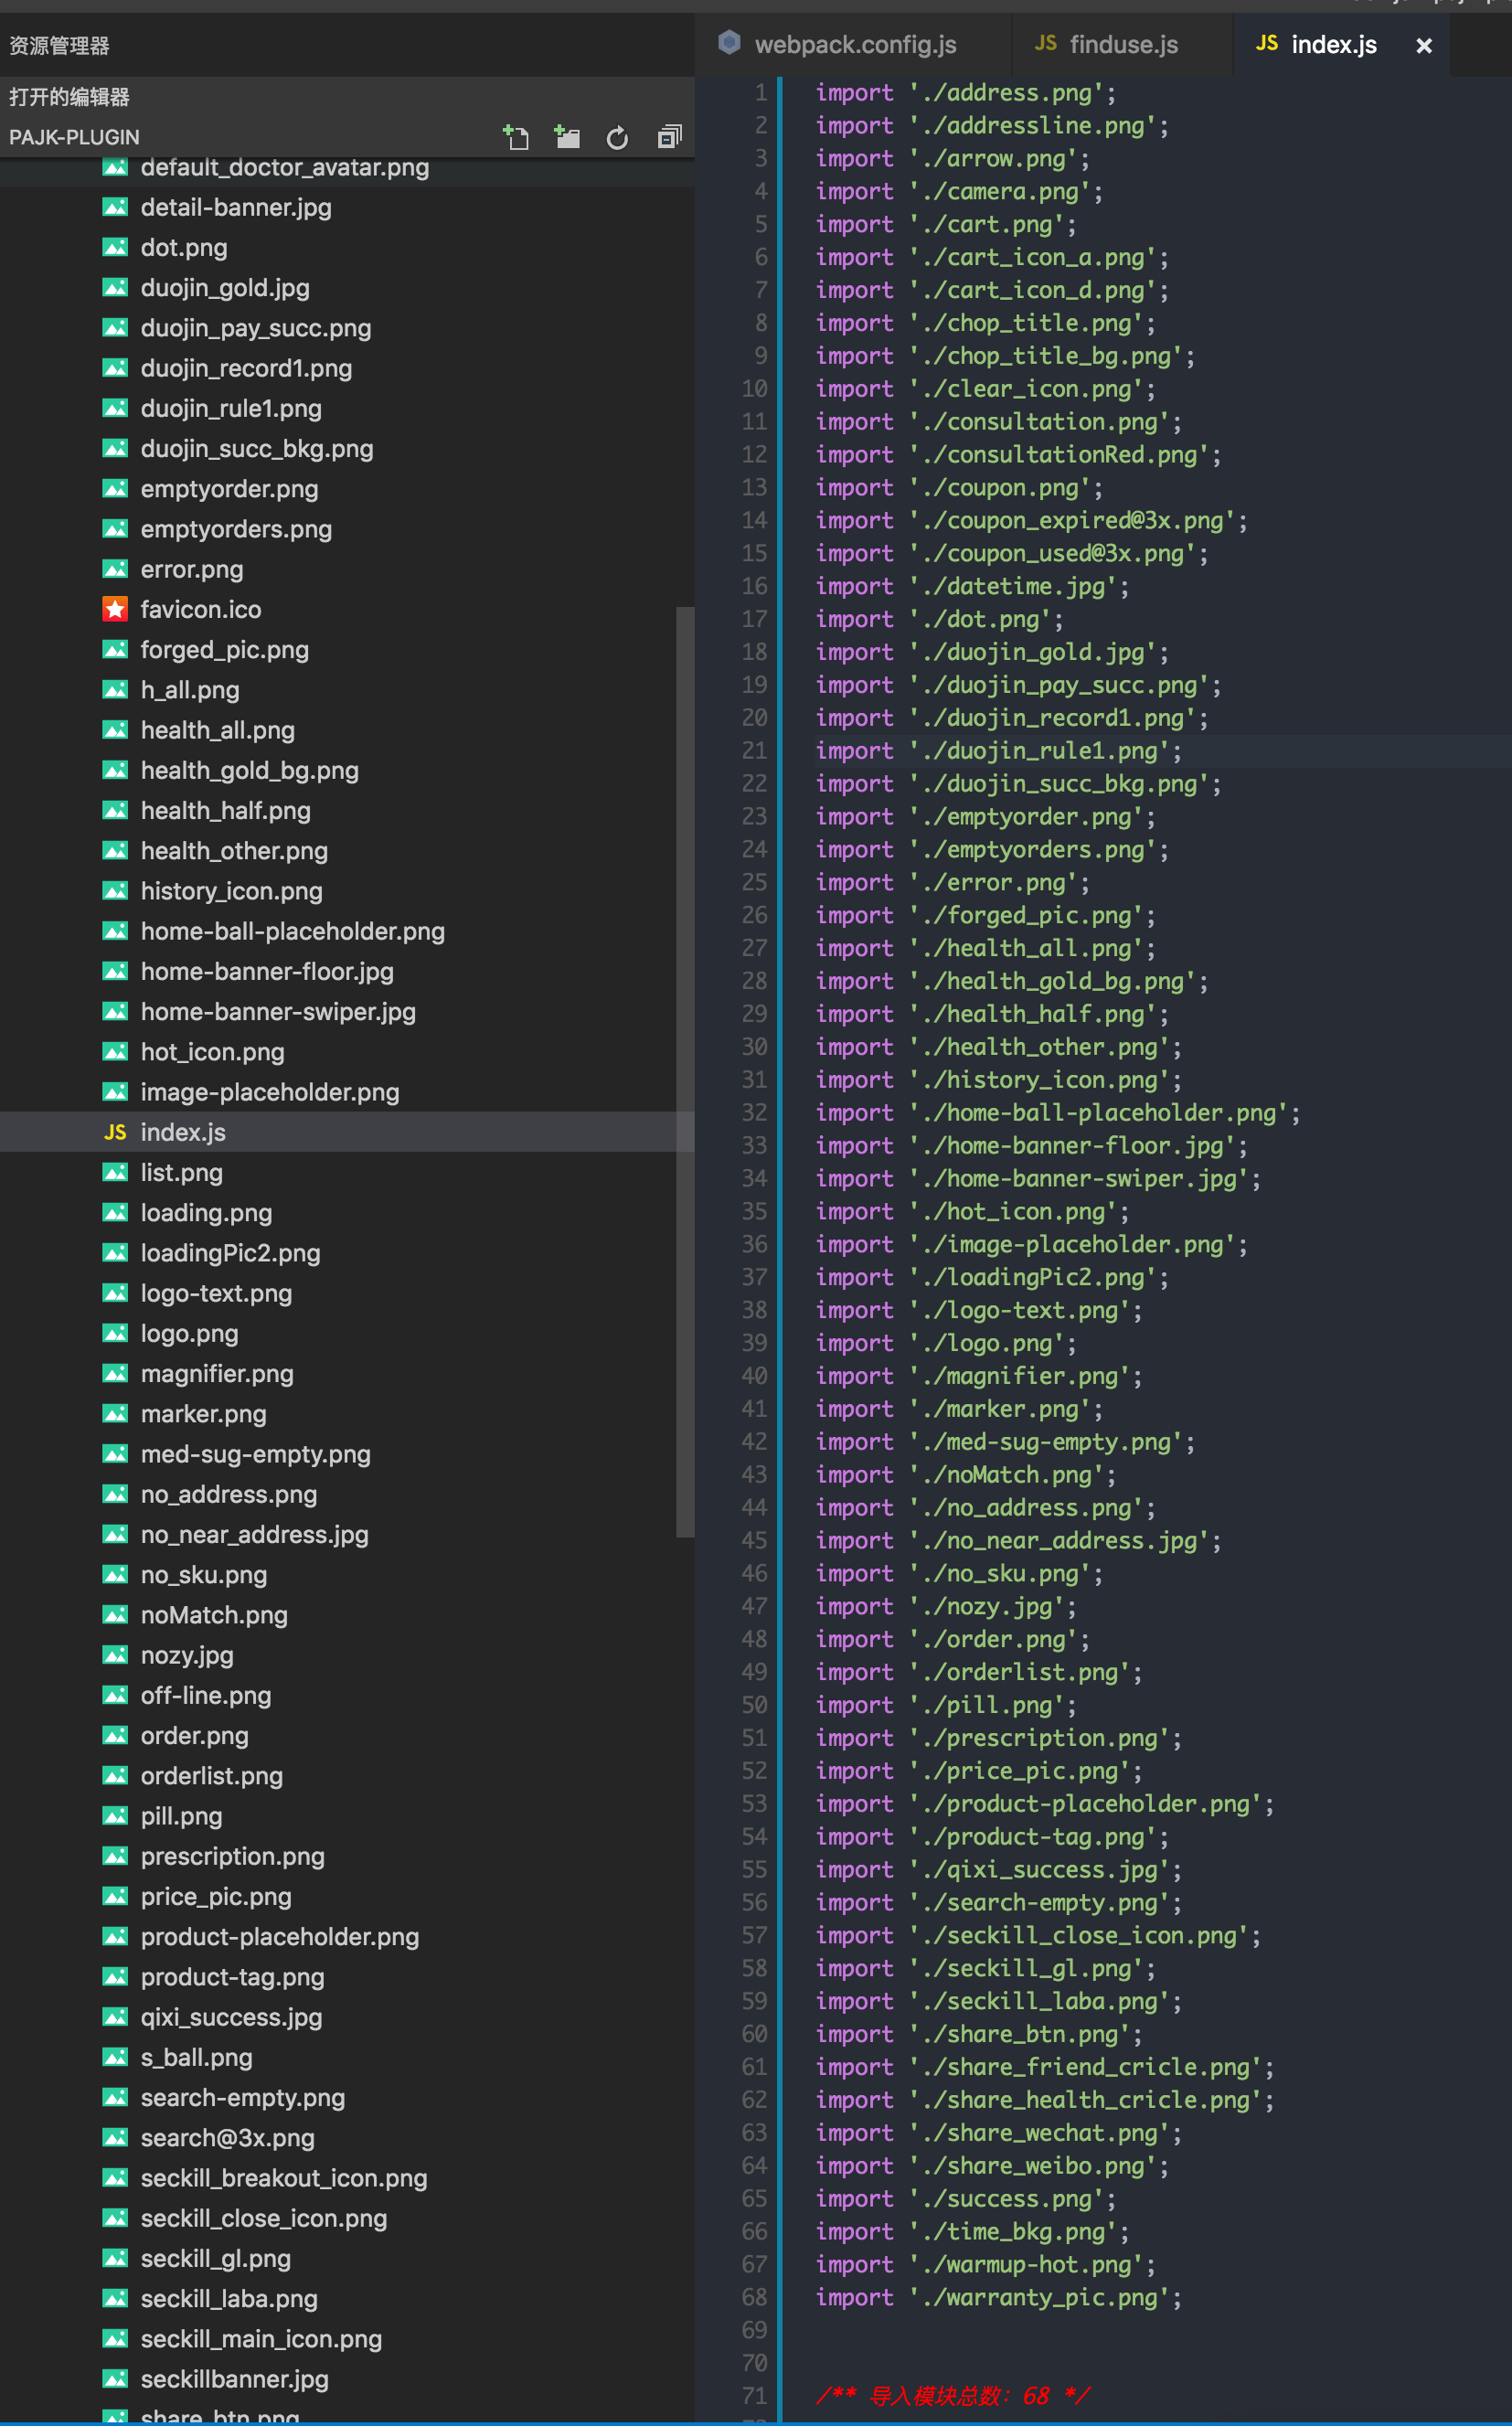 资源管理器
打开的编辑器
PAJK-PLUGIN
default_doctor_avatar.png
detail-banner.jpg
dot.png
duojin_gold.jpg
duojin_pay_succ.png
duojin_record1.png
duojin_rule1.png
duojin_succ_bkg.png
emptyorder.png
emptyorders.png
error.png
favicon.ico
forged_pic.png
h_all.png
health_all.png
health_gold_bg.png
health_half.png
health_other.png
history_icon.png
home-ball-placeholder.png
home-banner-floor.jpg
home-banner-swiper.jpg
hot_icon.png
image-placeholder.png
JS index.js
list.png
loading.png
loadingPic2.png
logo-text.png
logo.png
magnifier.png
marker.png
med-sug-empty.png
no_address.png
no_near_address.jpg
no_sku.png
noMatch.png
nozy.jpg
off-line.png
order.png
orderlist.png
pill.png
prescription.png
price_pic.png
product-placeholder.png
product-tag.png
qixi_success.jpg
s_ball.png
search-empty.png
search@3x.png
seckill_breakout_icon.png
seckill_close_icon.png
seckill_gl.png
seckill_laba.png
seckill_main_icon.png
seckillbanner.jpg
share_btn.png
webpack.config.js JS finduse.js JS index.js ×
1 import './address.png';
2 import './addressline.png';
3 import './arrow.png';
4 import './camera.png';
5 import './cart.png';
6 import './cart_icon_a.png';
7 import './cart_icon_d.png';
8 import './chop_title.png';
9 import './chop_title_bg.png';
10 import './clear_icon.png';
11 import './consultation.png';
12 import './consultationRed.png';
13 import './coupon.png';
14 import './coupon_expired@3x.png';
15 import './coupon_used@3x.png';
16 import './datetime.jpg';
17 import './dot.png';
18 import './duojin_gold.jpg';
19 import './duojin_pay_succ.png';
20 import './duojin_record1.png';
21 import './duojin_rule1.png';
22 import './duojin_succ_bkg.png';
23 import './emptyorder.png';
24 import './emptyorders.png';
25 import './error.png';
26 import './forged_pic.png';
27 import './health_all.png';
28 import './health_gold_bg.png';
29 import './health_half.png';
30 import './health_other.png';
31 import './history_icon.png';
32 import './home-ball-placeholder.png';
33 import './home-banner-floor.jpg';
34 import './home-banner-swiper.jpg';
35 import './hot_icon.png';
36 import './image-placeholder.png';
37 import './loadingPic2.png';
38 import './logo-text.png';
39 import './logo.png';
40 import './magnifier.png';
41 import './marker.png';
42 import './med-sug-empty.png';
43 import './noMatch.png';
44 import './no_address.png';
45 import './no_near_address.jpg';
46 import './no_sku.png';
47 import './nozy.jpg';
48 import './order.png';
49 import './orderlist.png';
50 import './pill.png';
51 import './prescription.png';
52 import './price_pic.png';
53 import './product-placeholder.png';
54 import './product-tag.png';
55 import './qixi_success.jpg';
56 import './search-empty.png';
57 import './seckill_close_icon.png';
58 import './seckill_gl.png';
59 import './seckill_laba.png';
60 import './share_btn.png';
61 import './share_friend_cricle.png';
62 import './share_health_cricle.png';
63 import './share_wechat.png';
64 import './share_weibo.png';
65 import './success.png';
66 import './time_bkg.png';
67 import './warmup-hot.png';
68 import './warranty_pic.png';
69
70
71 /** 导入模块总数: 68 */